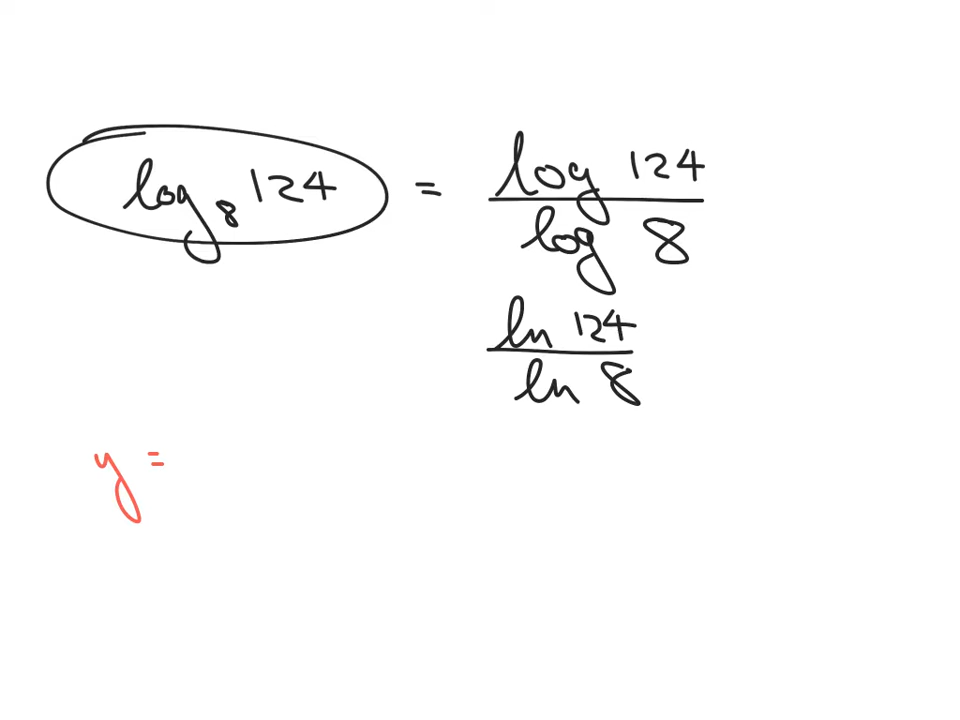 log₈ 124 = log 124 / log 8
ln 124 / ln 8
y =